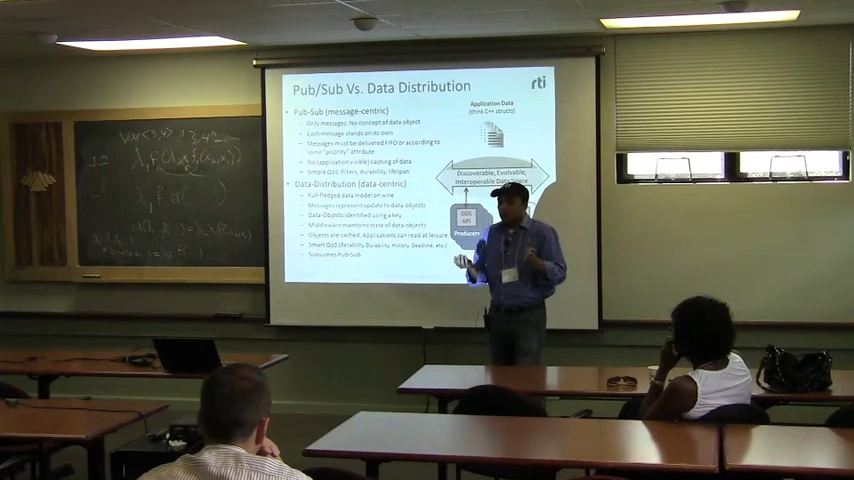 Pub/Sub Vs. Data Distribution
rti
• Pub-Sub (message-centric)
– Only messages. No concept of data object
– Each message stands on its own
– Messages must be delivered FIFO or according to
some "priority" attribute
– No (application visible) caching of data
– Simple QoS: filters, durability, lifespan
• Data-Distribution (data-centric)
– Full-fledged data model on wire
– Messages represent update to data objects
– Data Objects identified using a key
– Middleware maintains state of data-objects
– Objects are cached. Applications can read at leisure
– Smart QoS (Reliability, Durability, History, Deadline, etc.)
– Subsumes Pub-Sub
Application Data
(think C++ structs)
Discoverable, Evolvable,
Interoperable Data Space
DDS
API
Producers